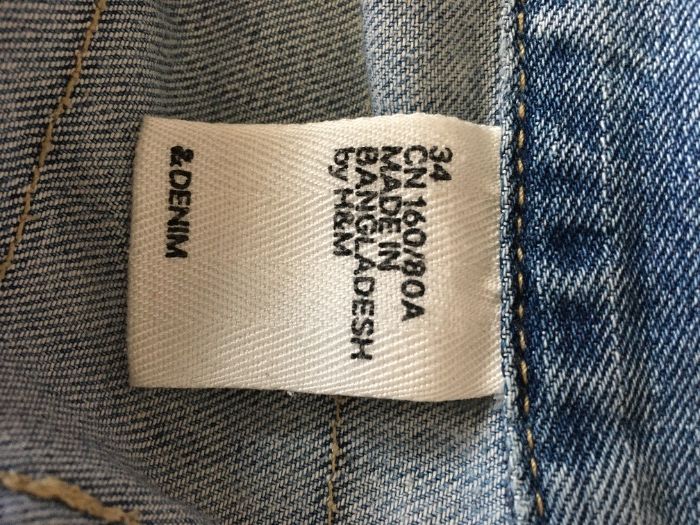 34
CN 160/80A
MADE IN
BANGLADESH
by H&M
& DENIM